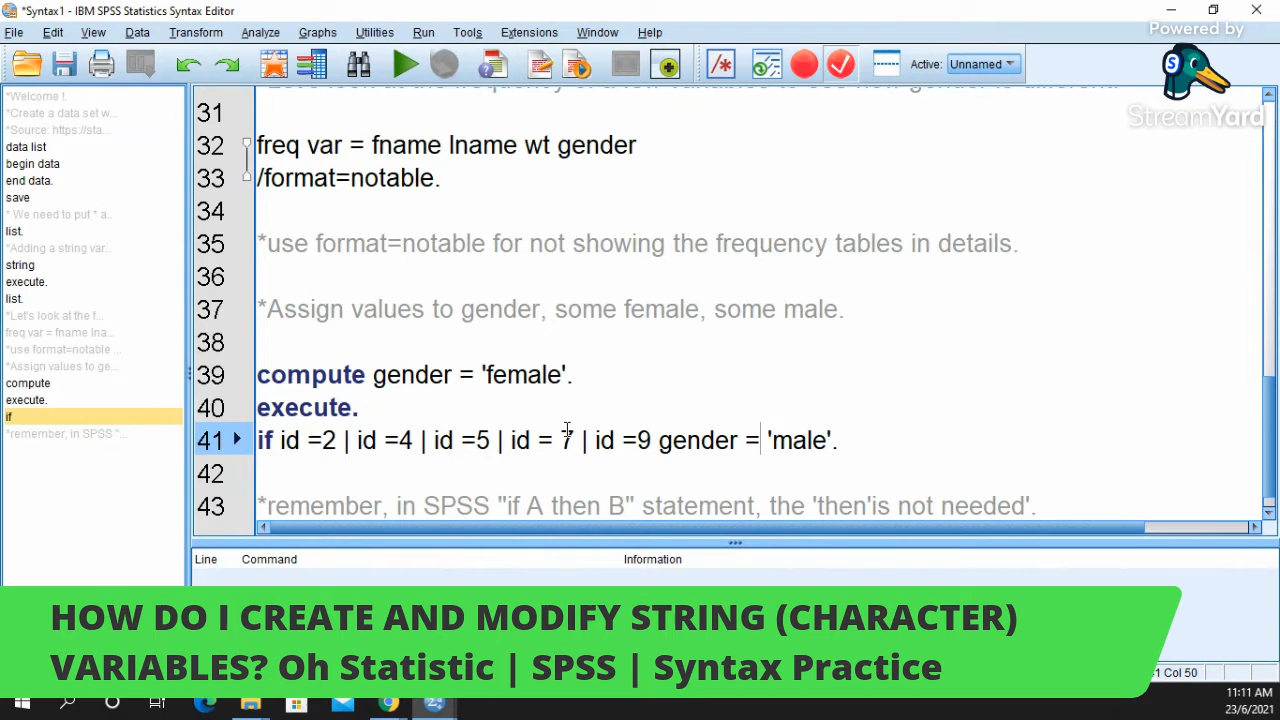 *Syntax1 - IBM SPSS Statistics Syntax Editor
File Edit View Data Transform Analyze Graphs Utilities Run Tools Extensions Window Help
Powered by
StreamYard
Active: Unnamed
*Welcome !.
*Create a data set w...
*Source: https://sta...
data list
begin data
end data.
save
* We need to put * a..
list.
*Adding a string var:
string
execute.
list.
*Let's look at the f...
freq var = fname lna...
*use format=notable ...
*Assign values to ge...
compute
execute.
if
*remember, in SPSS "...
31
32 freq var = fname lname wt gender
33 /format=notable.
34
35 *use format=notable for not showing the frequency tables in details.
36
37 *Assign values to gender, some female, some male.
38
39 compute gender = 'female'.
40 execute.
41 if id =2 | id =4 | id =5 | id = 7 | id =9 gender = 'male'.
42
43 *remember, in SPSS "if A then B" statement, the 'then'is not needed'.
Line Command Information
HOW DO I CREATE AND MODIFY STRING (CHARACTER)
VARIABLES? Oh Statistic | SPSS | Syntax Practice
1 Col 50
11:11 AM
23/6/2021